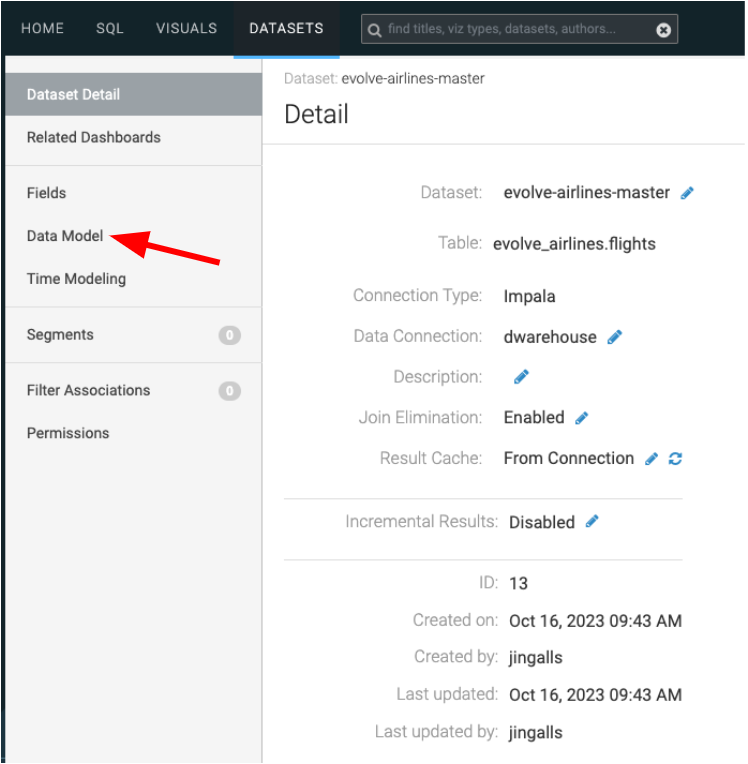 HOME SQL VISUALS DATASETS find titles, viz types, datasets, authors...
Dataset Detail
Related Dashboards
Fields
Data Model
Time Modeling
Segments 0
Filter Associations 0
Permissions
Dataset: evolve-airlines-master
Detail
Dataset: evolve-airlines-master
Table: evolve_airlines.flights
Connection Type: Impala
Data Connection: dwarehouse
Description:
Join Elimination: Enabled
Result Cache: From Connection
Incremental Results: Disabled
ID: 13
Created on: Oct 16, 2023 09:43 AM
Created by: jingalls
Last updated: Oct 16, 2023 09:43 AM
Last updated by: jingalls